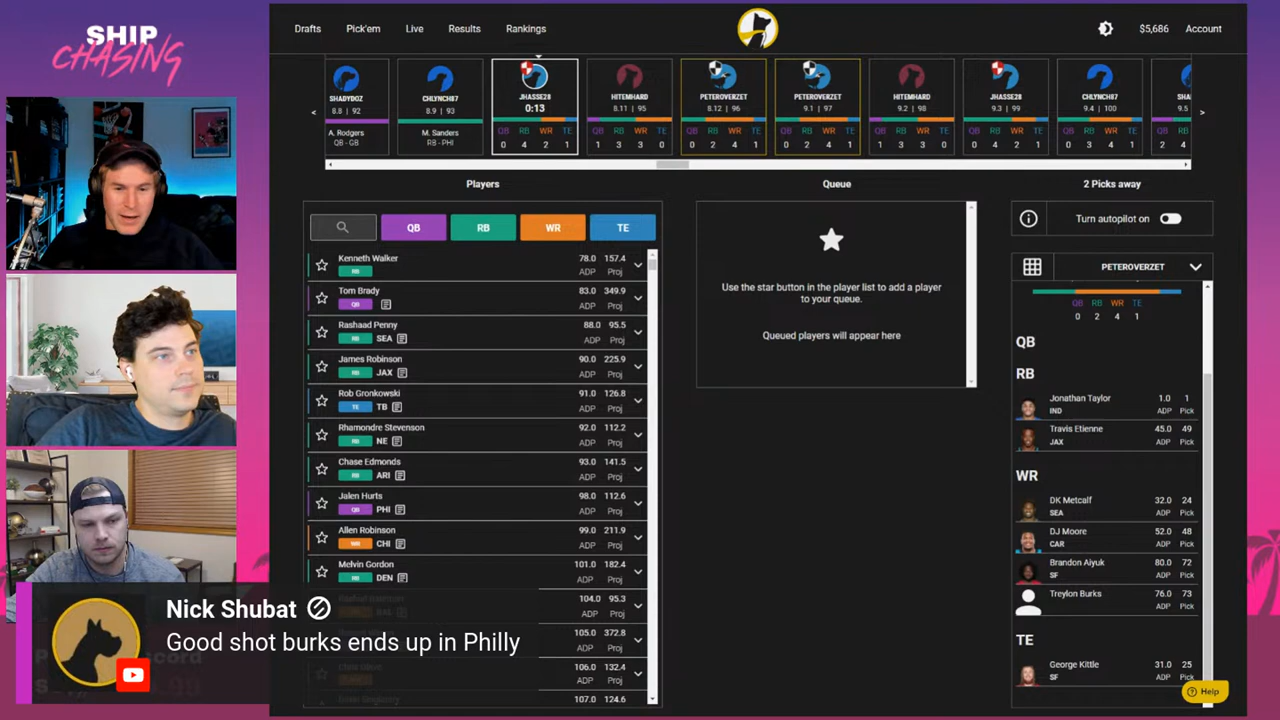 SHIP
CHASING
Drafts Pick'em Live Results Rankings
$5,686 Account
SHADYDOZ
8.8 | 92
A. Rodgers
QB - GB
CHLYNCH87
8.9 | 93
M. Sanders
RB - PHI
JHASSE28
0:13
QB RB WR TE
0 4 2 1
HITEMHARD
8.11 | 95
QB RB WR TE
1 3 3 0
PETEROVERZET
8.12 | 96
QB RB WR TE
0 2 4 1
PETEROVERZET
9.1 | 97
QB RB WR TE
0 2 4 1
HITEMHARD
9.2 | 98
QB RB WR TE
1 3 3 0
JHASSE28
9.3 | 99
QB RB WR TE
0 4 2 1
CHLYNCH87
9.4 | 100
QB RB WR TE
0 3 4 1
SHA
9.5
QB RB
2 4
Players
QB RB WR TE
Kenneth Walker 78.0 157.4
RB ADP Proj
Tom Brady 83.0 349.9
QB ADP Proj
Rashaad Penny 88.0 95.5
RB SEA ADP Proj
James Robinson 90.0 225.9
RB JAX ADP Proj
Rob Gronkowski 91.0 126.8
TE TB ADP Proj
Rhamondre Stevenson 92.0 112.2
RB NE ADP Proj
Chase Edmonds 93.0 141.5
RB ARI ADP Proj
Jalen Hurts 98.0 112.6
QB PHI ADP Proj
Allen Robinson 99.0 211.9
WR CHI ADP Proj
Melvin Gordon 101.0 182.4
RB DEN ADP Proj
104.0 95.3
ADP Proj
105.0 372.8
ADP Proj
106.0 132.4
ADP Proj
107.0 124.6
Queue
Use the star button in the player list to add a player
to your queue.
Queued players will appear here
2 Picks away
Turn autopilot on
PETEROVERZET
QB RB WR TE
0 2 4 1
QB
RB
Jonathan Taylor 1.0 1
IND ADP Pick
Travis Etienne 45.0 49
JAX ADP Pick
WR
DK Metcalf 32.0 24
SEA ADP Pick
DJ Moore 52.0 48
CAR ADP Pick
Brandon Aiyuk 80.0 72
SF ADP Pick
Treylon Burks 76.0 73
ADP Pick
TE
George Kittle 31.0 25
SF ADP Pick
Help
Nick Shubat
Good shot burks ends up in Philly